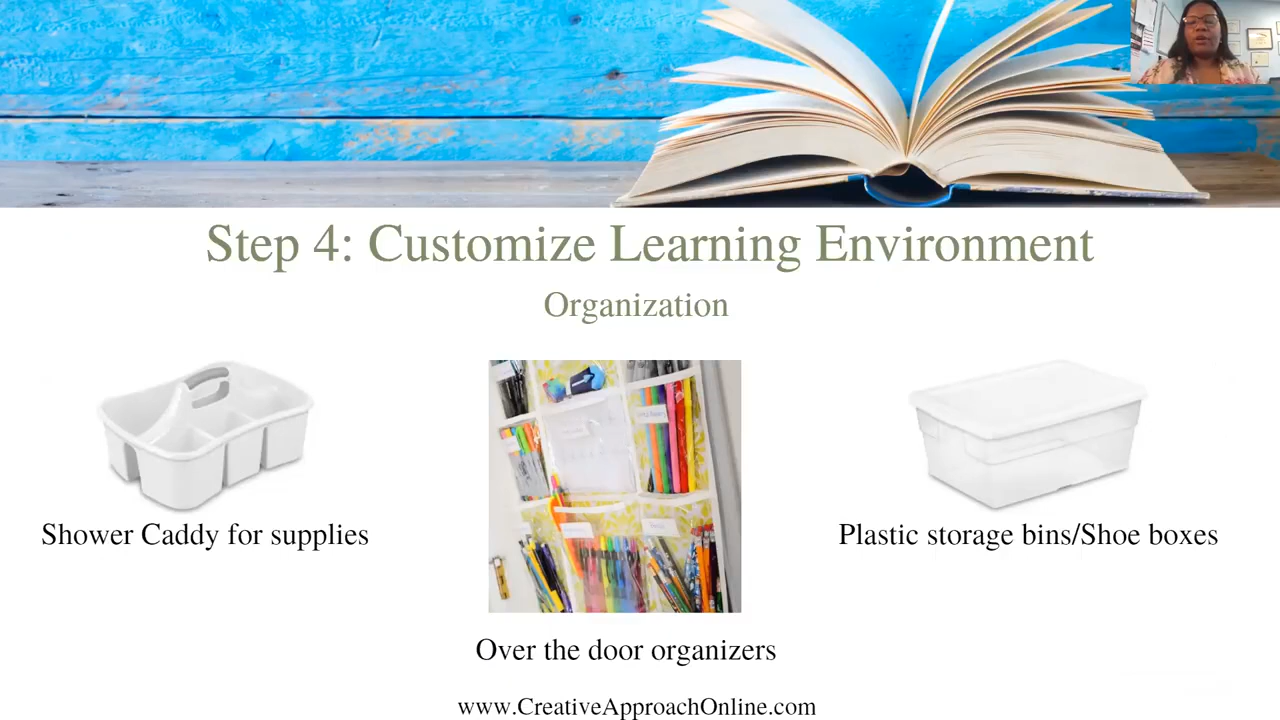 Step 4: Customize Learning Environment
Organization
Shower Caddy for supplies
Plastic storage bins/Shoe boxes
Over the door organizers
www.CreativeApproachOnline.com